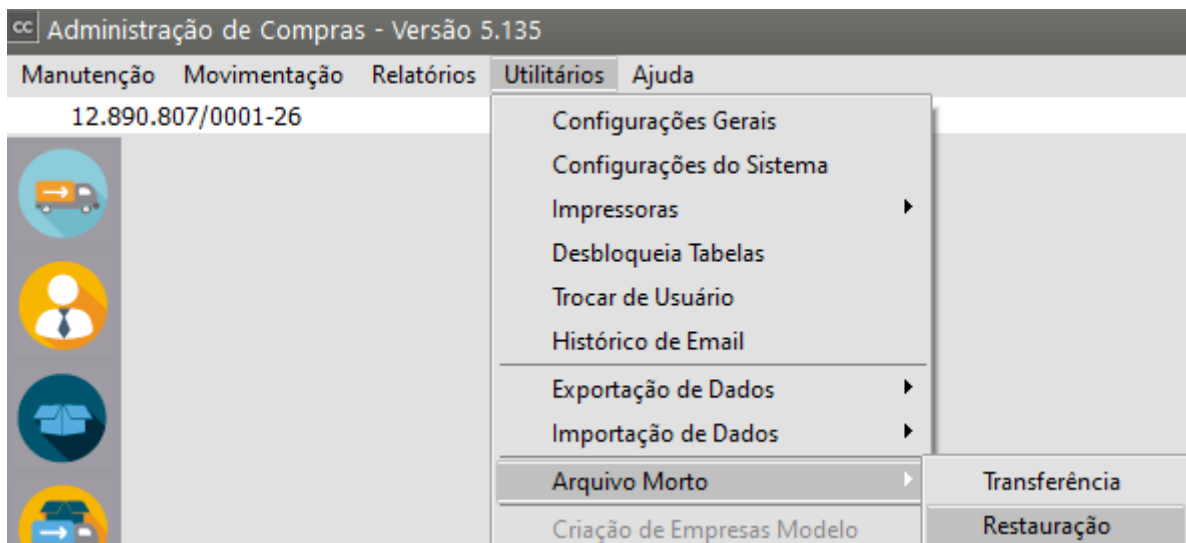 cc Administração de Compras - Versão 5.135
Manutenção Movimentação Relatórios Utilitários Ajuda
12.890.807/0001-26
Configurações Gerais
Configurações do Sistema
Impressoras
Desbloqueia Tabelas
Trocar de Usuário
Histórico de Email
Exportação de Dados
Importação de Dados
Arquivo Morto
Transferência
Criação de Empresas Modelo
Restauração